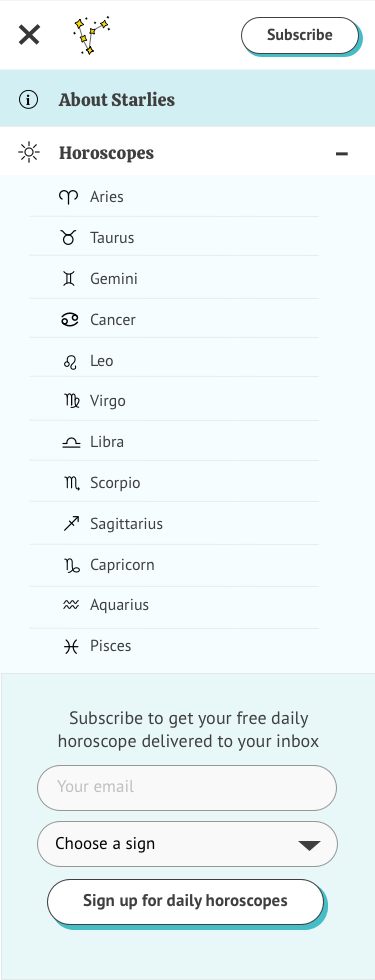 Subscribe
About Starlies
Horoscopes
Aries
Taurus
Gemini
Cancer
Leo
Virgo
Libra
Scorpio
Sagittarius
Capricorn
Aquarius
Pisces
Subscribe to get your free daily
horoscope delivered to your inbox
Your email
Choose a sign
Sign up for daily horoscopes